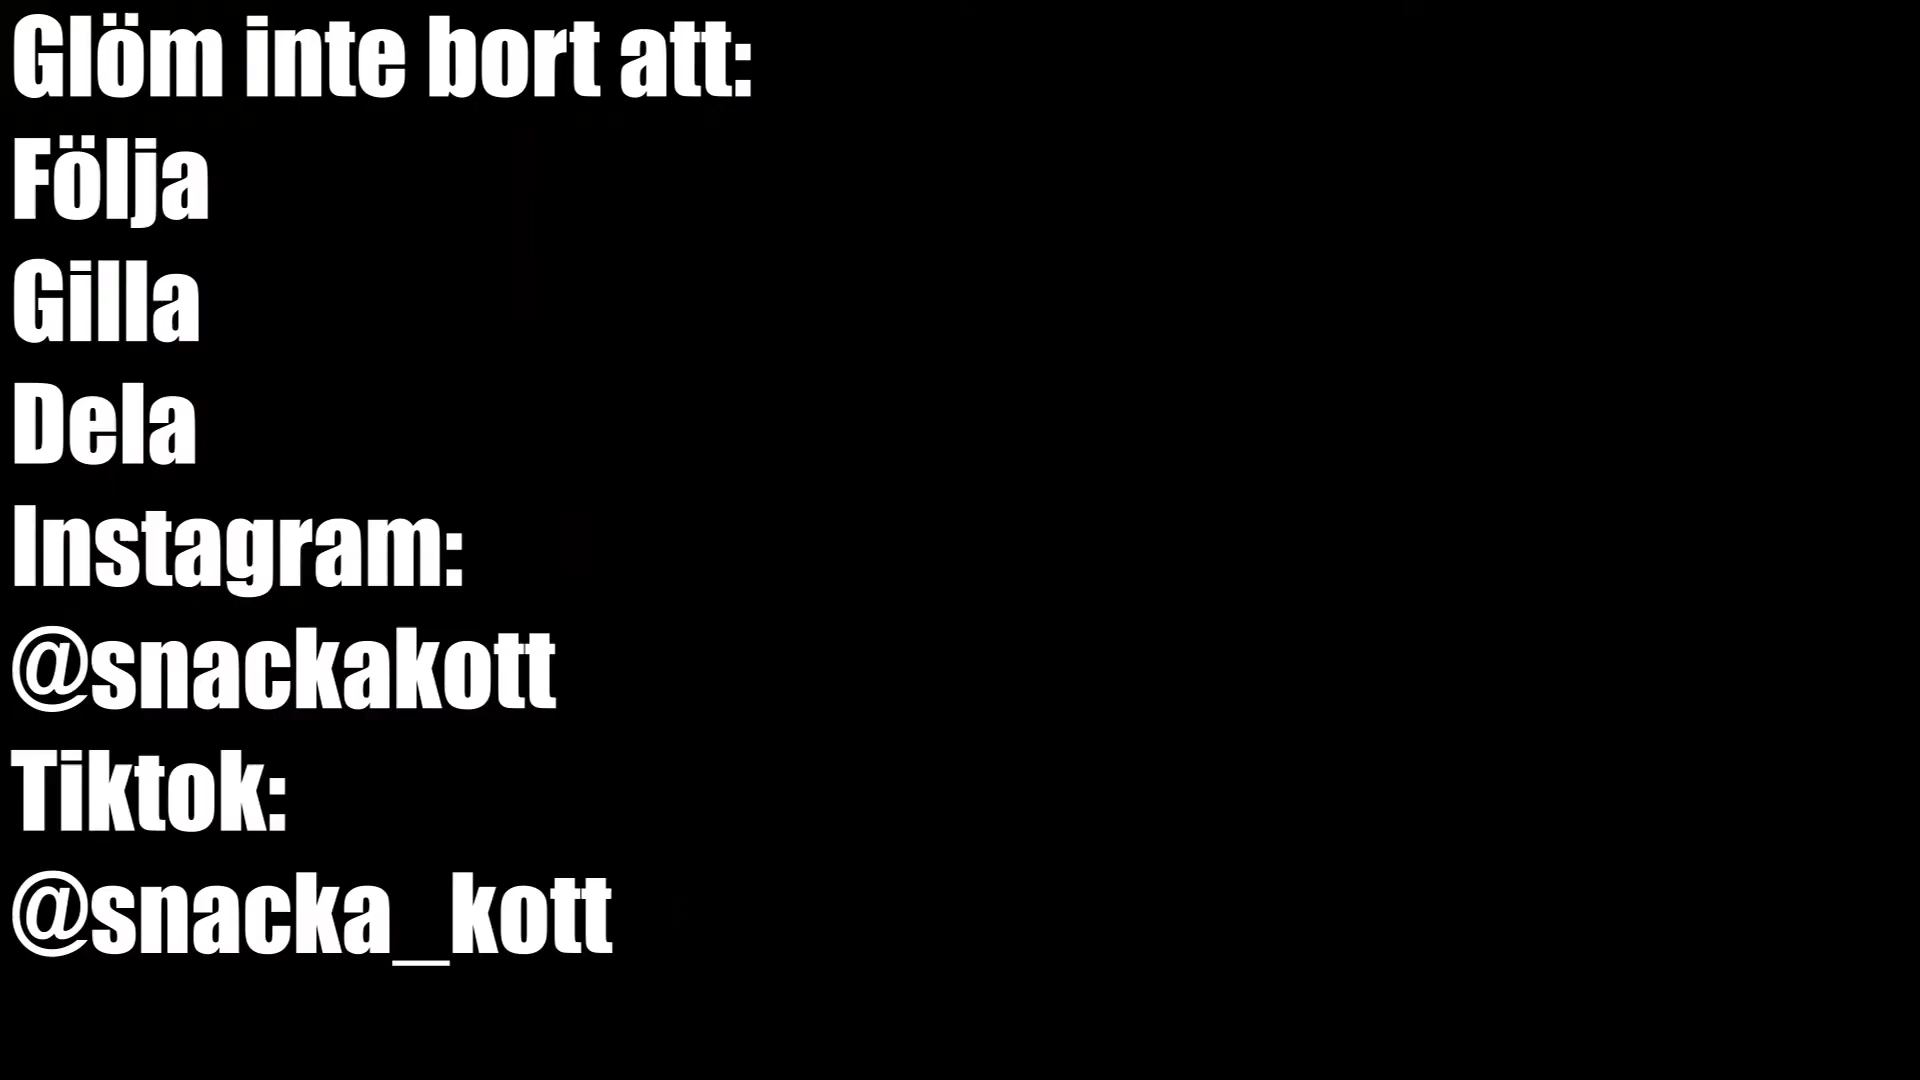 Glöm inte bort att:
Följa
Gilla
Dela
Instagram:
@snackakott
Tiktok:
@snacka_kott